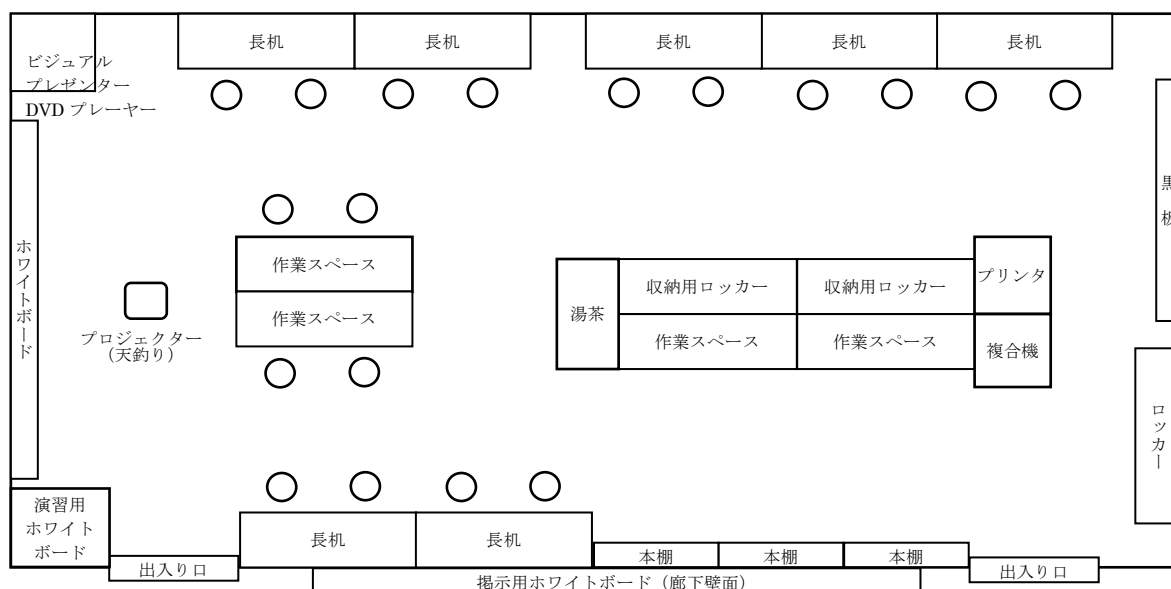 長机
長机
長机
長机
長机
ビジュアル
プレゼンター
DVD プレーヤー
黒板
ホワイトボード
作業スペース
作業スペース
プロジェクター
（天釣り）
湯茶
収納用ロッカー
収納用ロッカー
プリンタ
作業スペース
作業スペース
複合機
ロッカー
演習用
ホワイト
ボード
長机
長机
本棚
本棚
本棚
出入り口
出入り口
掲示用ホワイトボード（廊下壁面）